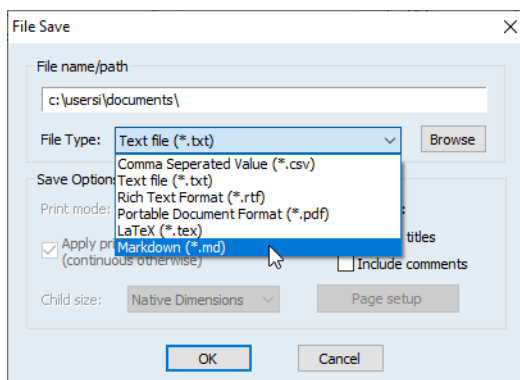 File Save
File name/path
c:\usersi\documents\
File Type: Text file (*.txt) Browse
Comma Seperated Value (*.csv)
Text file (*.txt)
Rich Text Format (*.rtf)
Portable Document Format (*.pdf)
LaTeX (*.tex)
Markdown (*.md)
Save Option
Print mode:
titles
Apply pr
(continuous otherwise)
Include comments
Child size: Native Dimensions Page setup
OK Cancel